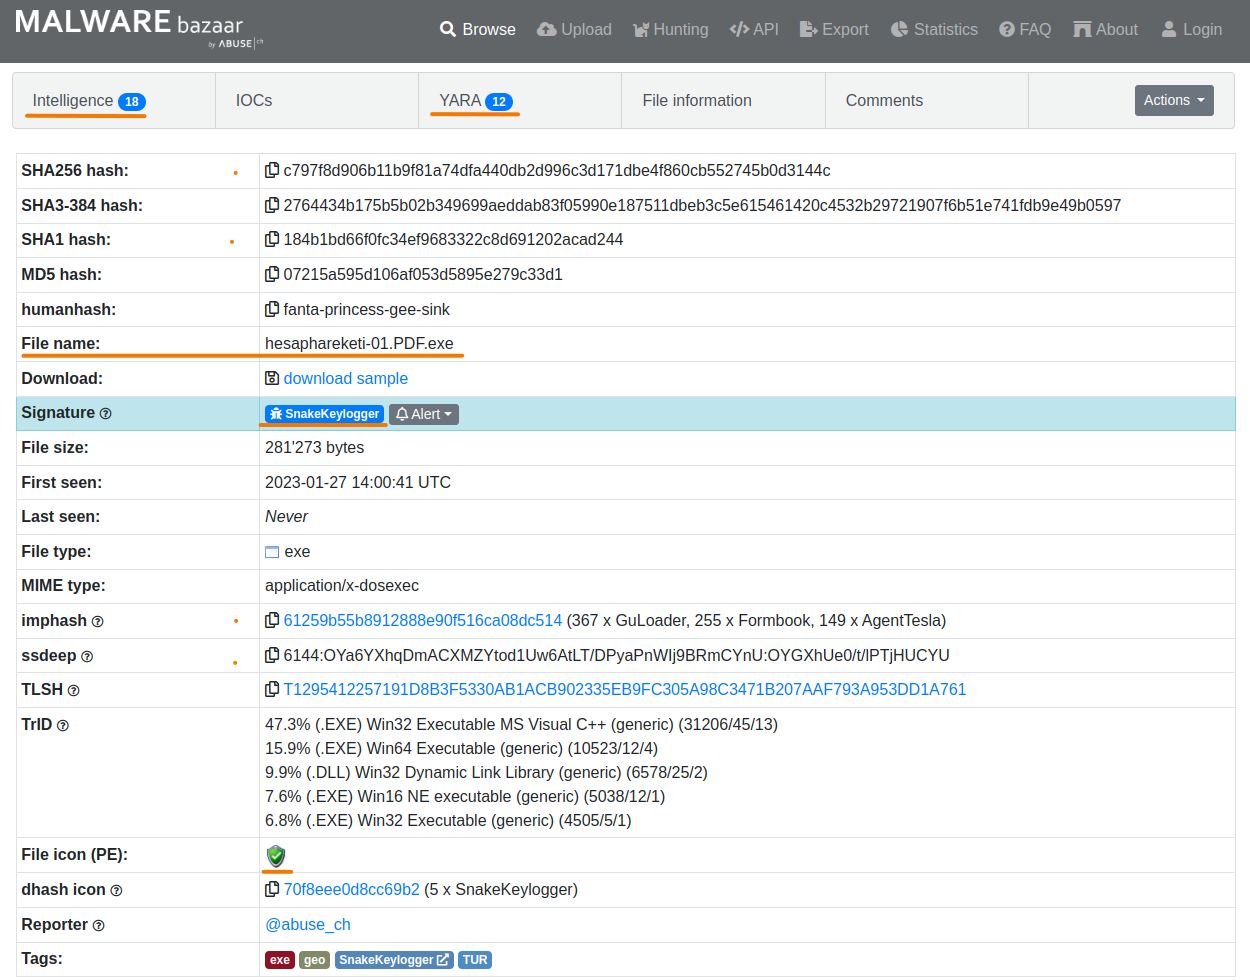 MALWARE bazaar
by ABUSE|ch
Browse Upload Hunting API Export Statistics FAQ About Login
Intelligence 18 IOCs YARA 12 File information Comments Actions
SHA256 hash: c797f8d906b11b9f81a74dfa440db2d996c3d171dbe4f860cb552745b0d3144c
SHA3-384 hash: 2764434b175b5b02b349699aeddab83f05990e187511dbeb3c5e615461420c4532b29721907f6b51e741fdb9e49b0597
SHA1 hash: 184b1bd66f0fc34ef9683322c8d691202acad244
MD5 hash: 07215a595d106af053d5895e279c33d1
humanhash: fanta-princess-gee-sink
File name: hesaphareketi-01.PDF.exe
Download: download sample
Signature SnakeKeylogger Alert
File size: 281'273 bytes
First seen: 2023-01-27 14:00:41 UTC
Last seen: Never
File type: exe
MIME type: application/x-dosexec
imphash 61259b55b8912888e90f516ca08dc514 (367 x GuLoader, 255 x Formbook, 149 x AgentTesla)
ssdeep 6144:OYa6YXhqDmACXMZYtod1Uw6AtLT/DPyaPnWIj9BRmCYnU:OYGXhUe0/t/lPTjHUCYU
TLSH T1295412257191D8B3F5330AB1ACB902335EB9FC305A98C3471B207AAF793A953DD1A761
TrID 47.3% (.EXE) Win32 Executable MS Visual C++ (generic) (31206/45/13)
15.9% (.EXE) Win64 Executable (generic) (10523/12/4)
9.9% (.DLL) Win32 Dynamic Link Library (generic) (6578/25/2)
7.6% (.EXE) Win16 NE executable (generic) (5038/12/1)
6.8% (.EXE) Win32 Executable (generic) (4505/5/1)
File icon (PE):
dhash icon 70f8eee0d8cc69b2 (5 x SnakeKeylogger)
Reporter @abuse_ch
Tags: exe geo SnakeKeylogger TUR